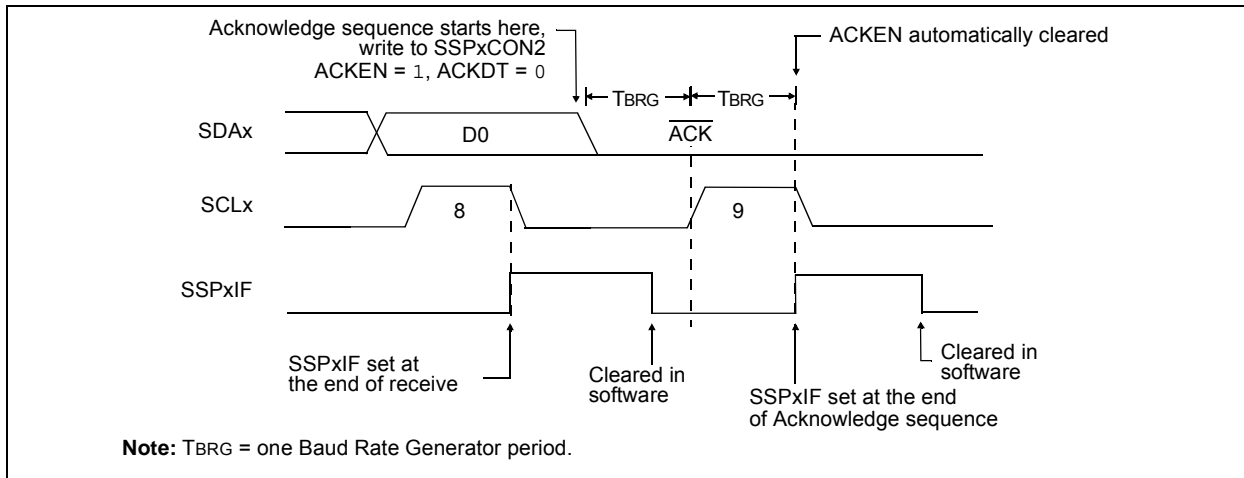 Acknowledge sequence starts here,
write to SSPxCON2
ACKEN = 1, ACKDT = 0
ACKEN automatically cleared
TBRG
TBRG
SDAx
D0
ACK
SCLx
8
9
SSPxIF
SSPxIF set at
the end of receive
Cleared in
software
SSPxIF set at the end
of Acknowledge sequence
Cleared in
software
Note: TBRG = one Baud Rate Generator period.